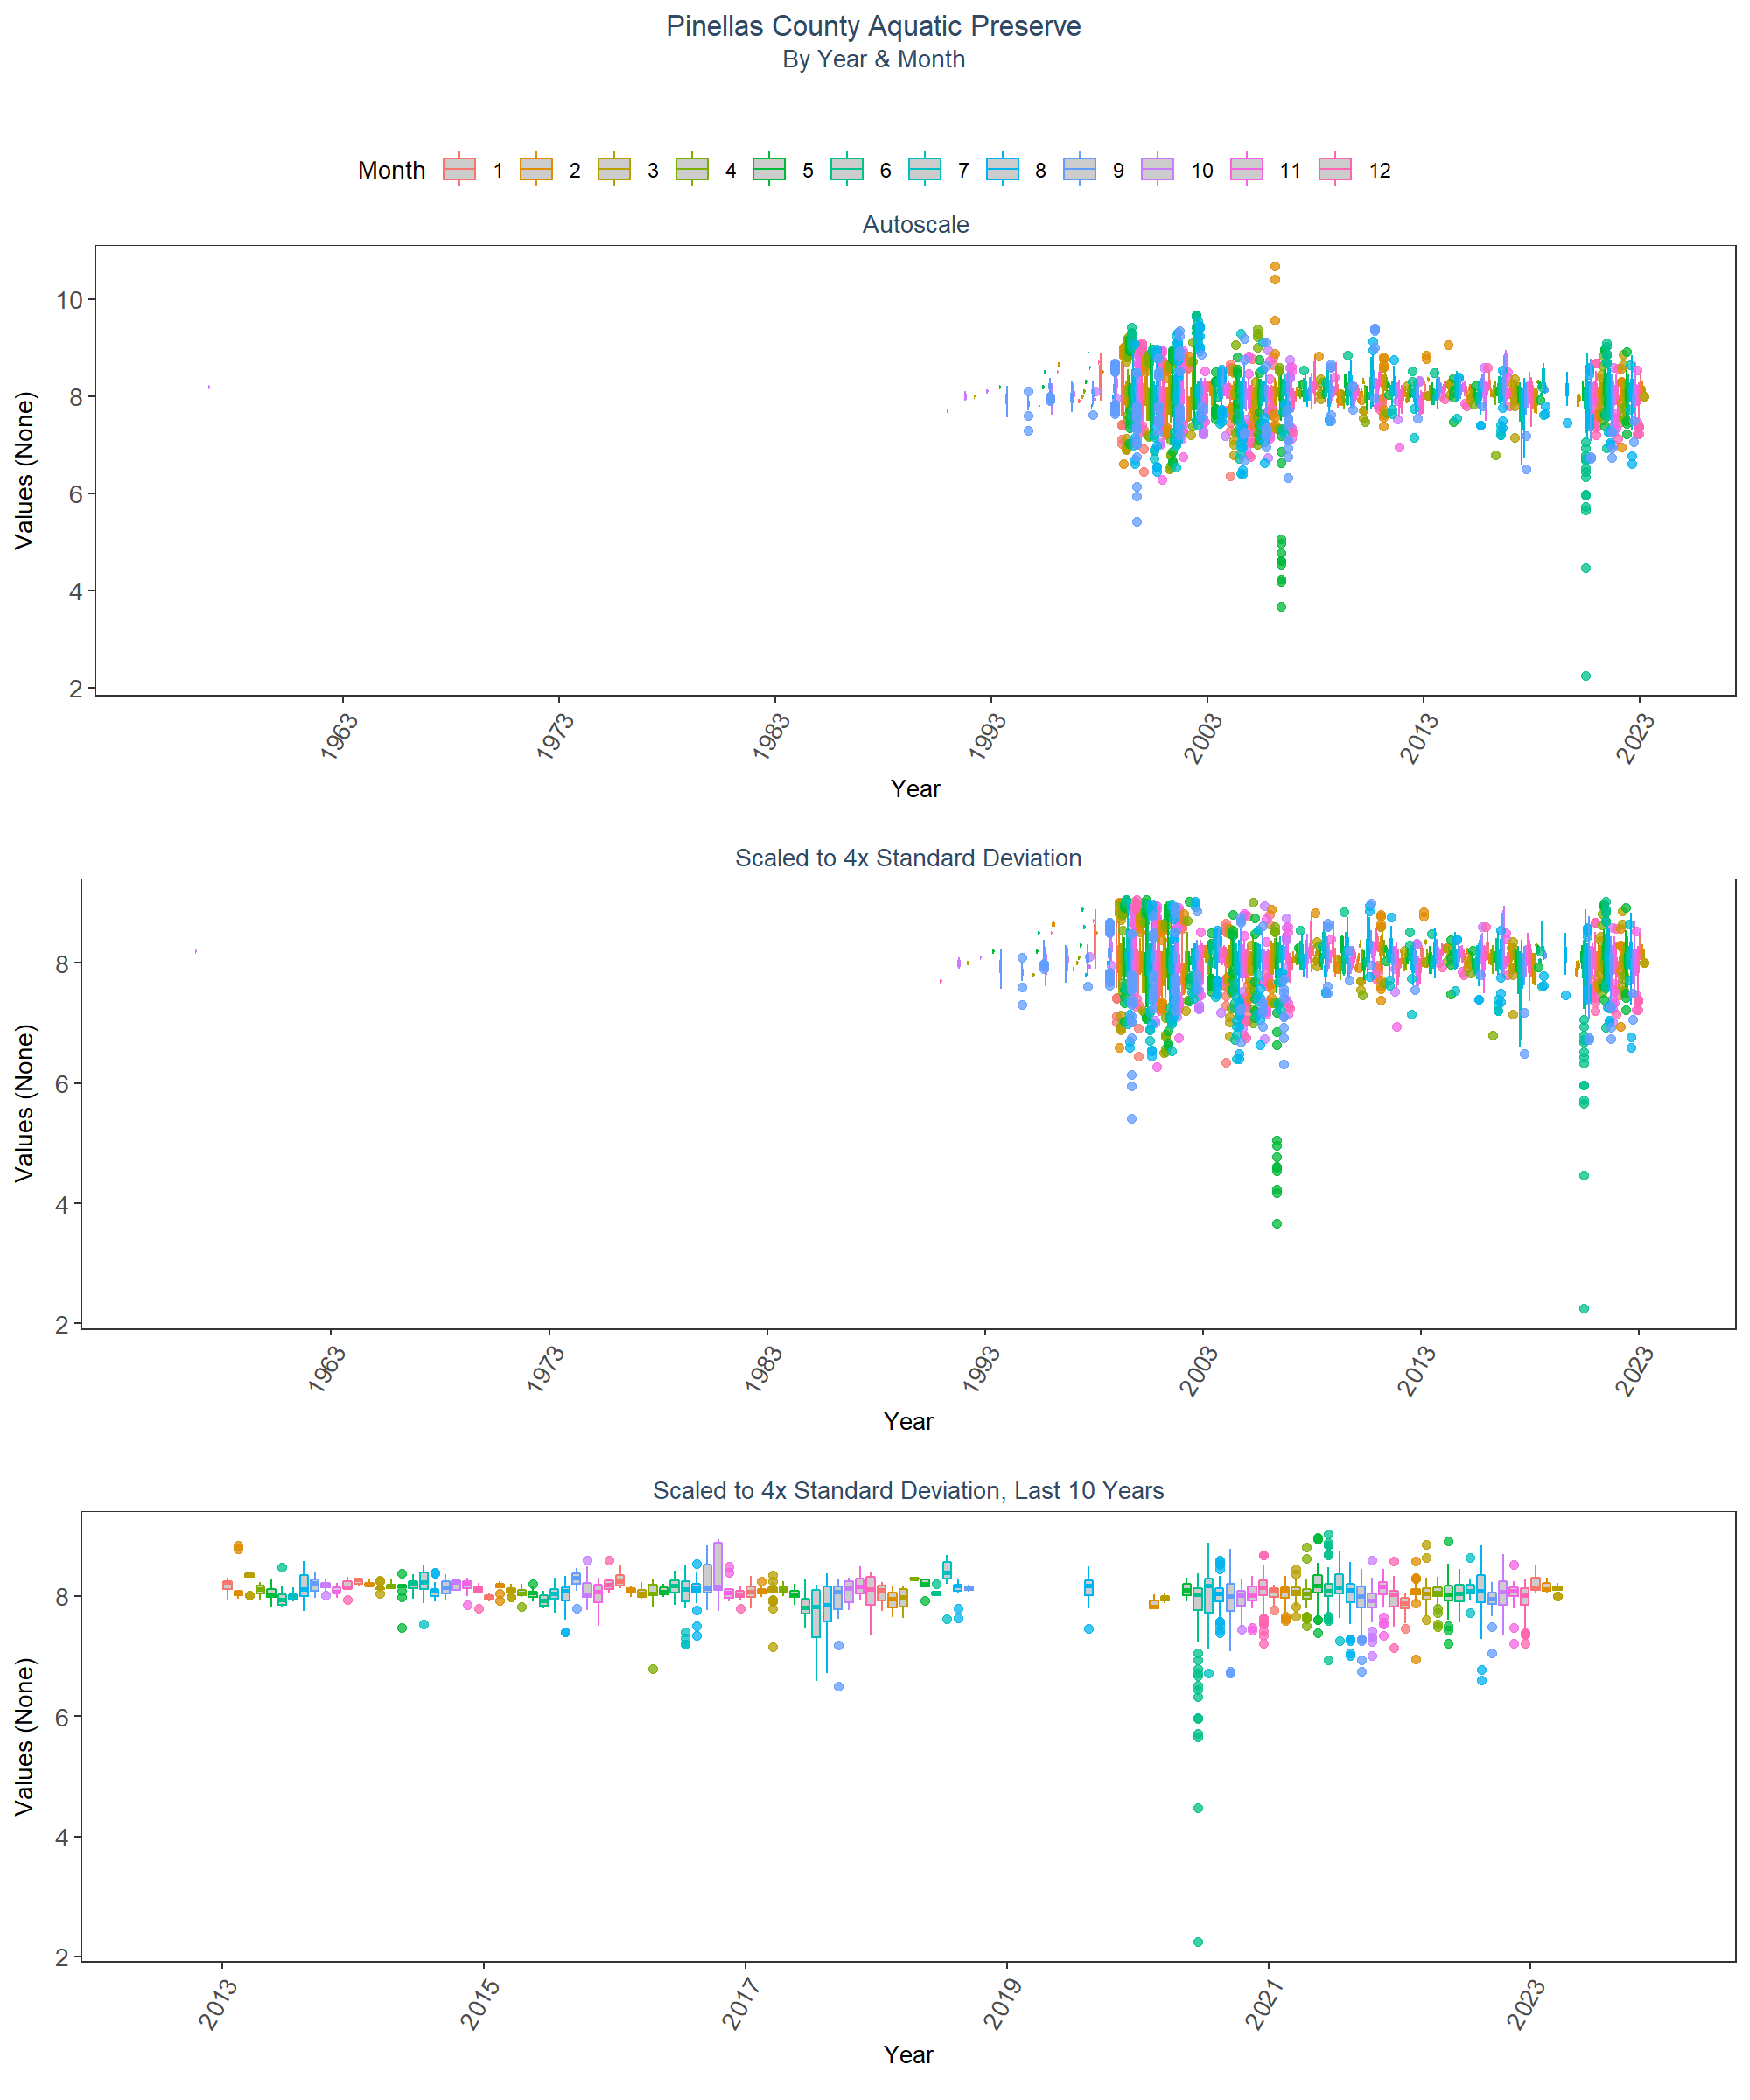 Pinellas County Aquatic Preserve
By Year & Month
Month 1 2 3 4 5 6 7 8 9 10 11 12
Autoscale
Values (None)
10
8
6
4
2
1963 1973 1983 1993 2003 2013 2023
Year
Scaled to 4x Standard Deviation
Values (None)
8
6
4
2
1963 1973 1983 1993 2003 2013 2023
Year
Scaled to 4x Standard Deviation, Last 10 Years
Values (None)
8
6
4
2
2013 2015 2017 2019 2021 2023
Year